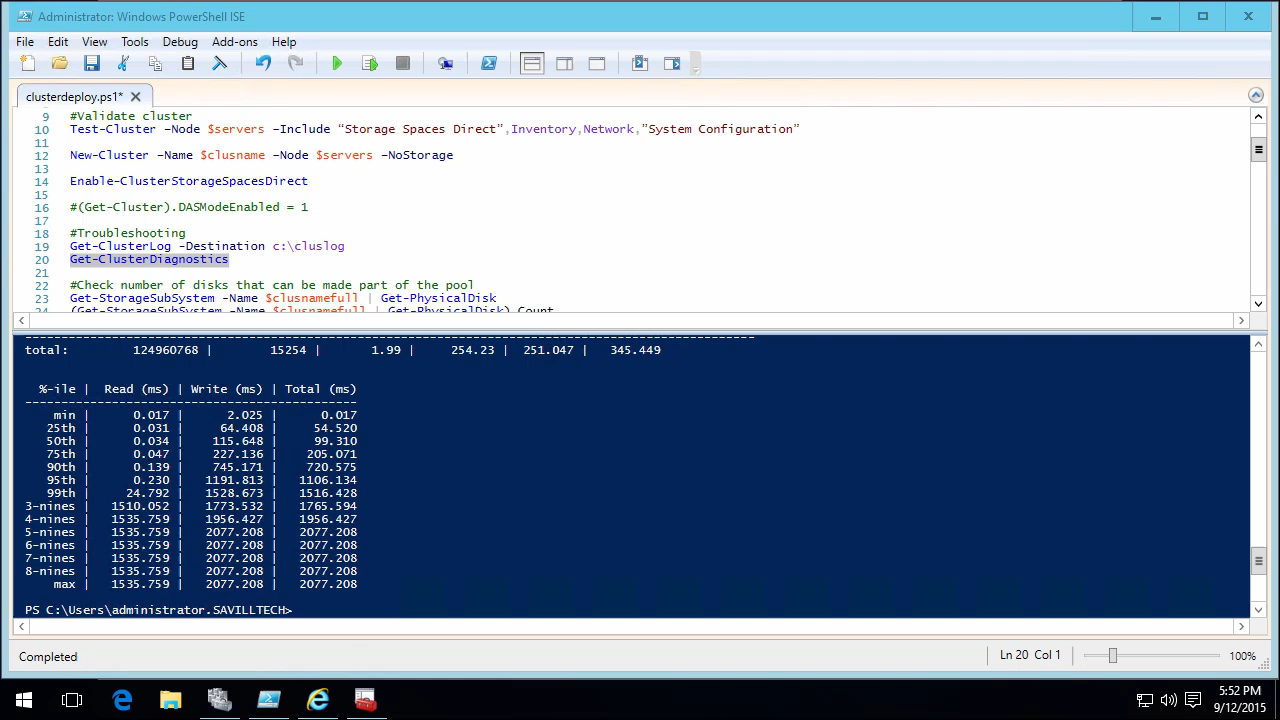 Administrator: Windows PowerShell ISE
File Edit View Tools Debug Add-ons Help
clusterdeploy.ps1*
9 #Validate cluster
10 Test-Cluster –Node $servers –Include “Storage Spaces Direct”,Inventory,Network,”System Configuration”
11
12 New-Cluster –Name $clusname –Node $servers –NoStorage
13
14 Enable-ClusterStorageSpacesDirect
15
16 #(Get-Cluster).DASModeEnabled = 1
17
18 #Troubleshooting
19 Get-ClusterLog -Destination c:\cluslog
20 Get-ClusterDiagnostics
21
22 #Check number of disks that can be made part of the pool
23 Get-StorageSubSystem -Name $clusnamefull | Get-PhysicalDisk
24 (Get-StorageSubSystem -Name $clusnamefull | Get-PhysicalDisk).Count
total: 124960768 | 15254 | 1.99 | 254.23 | 251.047 | 345.449
%-ile | Read (ms) | Write (ms) | Total (ms)
min | 0.017 | 2.025 | 0.017
25th | 0.031 | 64.408 | 54.520
50th | 0.034 | 115.648 | 99.310
75th | 0.047 | 227.136 | 205.071
90th | 0.139 | 745.171 | 720.575
95th | 0.230 | 1191.813 | 1106.134
99th | 24.792 | 1528.673 | 1516.428
3-nines | 1510.052 | 1773.532 | 1765.594
4-nines | 1535.759 | 1956.427 | 1956.427
5-nines | 1535.759 | 2077.208 | 2077.208
6-nines | 1535.759 | 2077.208 | 2077.208
7-nines | 1535.759 | 2077.208 | 2077.208
8-nines | 1535.759 | 2077.208 | 2077.208
max | 1535.759 | 2077.208 | 2077.208
PS C:\Users\administrator.SAVILLTECH>
Completed
Ln 20 Col 1
100%
5:52 PM
9/12/2015